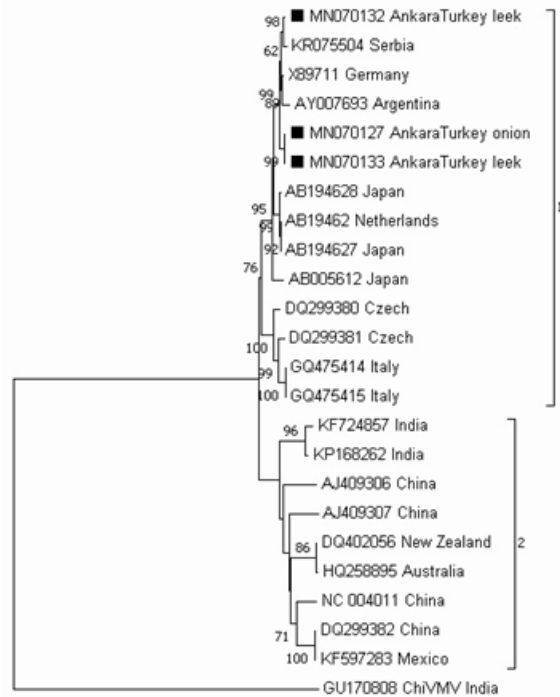 98
■ MN070132 AnkaraTurkey leek
KR075504 Serbia
62
X89711 Germany
99
89
AY007693 Argentina
■ MN070127 AnkaraTurkey onion
99
■ MN070133 AnkaraTurkey leek
AB194628 Japan
95
AB19462 Netherlands
99
92
AB194627 Japan
76
AB005612 Japan
DQ299380 Czech
DQ299381 Czech
100
99
GQ475414 Italy
100
GQ475415 Italy
1
96
KF724857 India
KP168262 India
AJ409306 China
AJ409307 China
86
DQ402056 New Zealand
2
HQ258895 Australia
NC 004011 China
71
DQ299382 China
100
KF597283 Mexico
GU170808 ChiVMV India